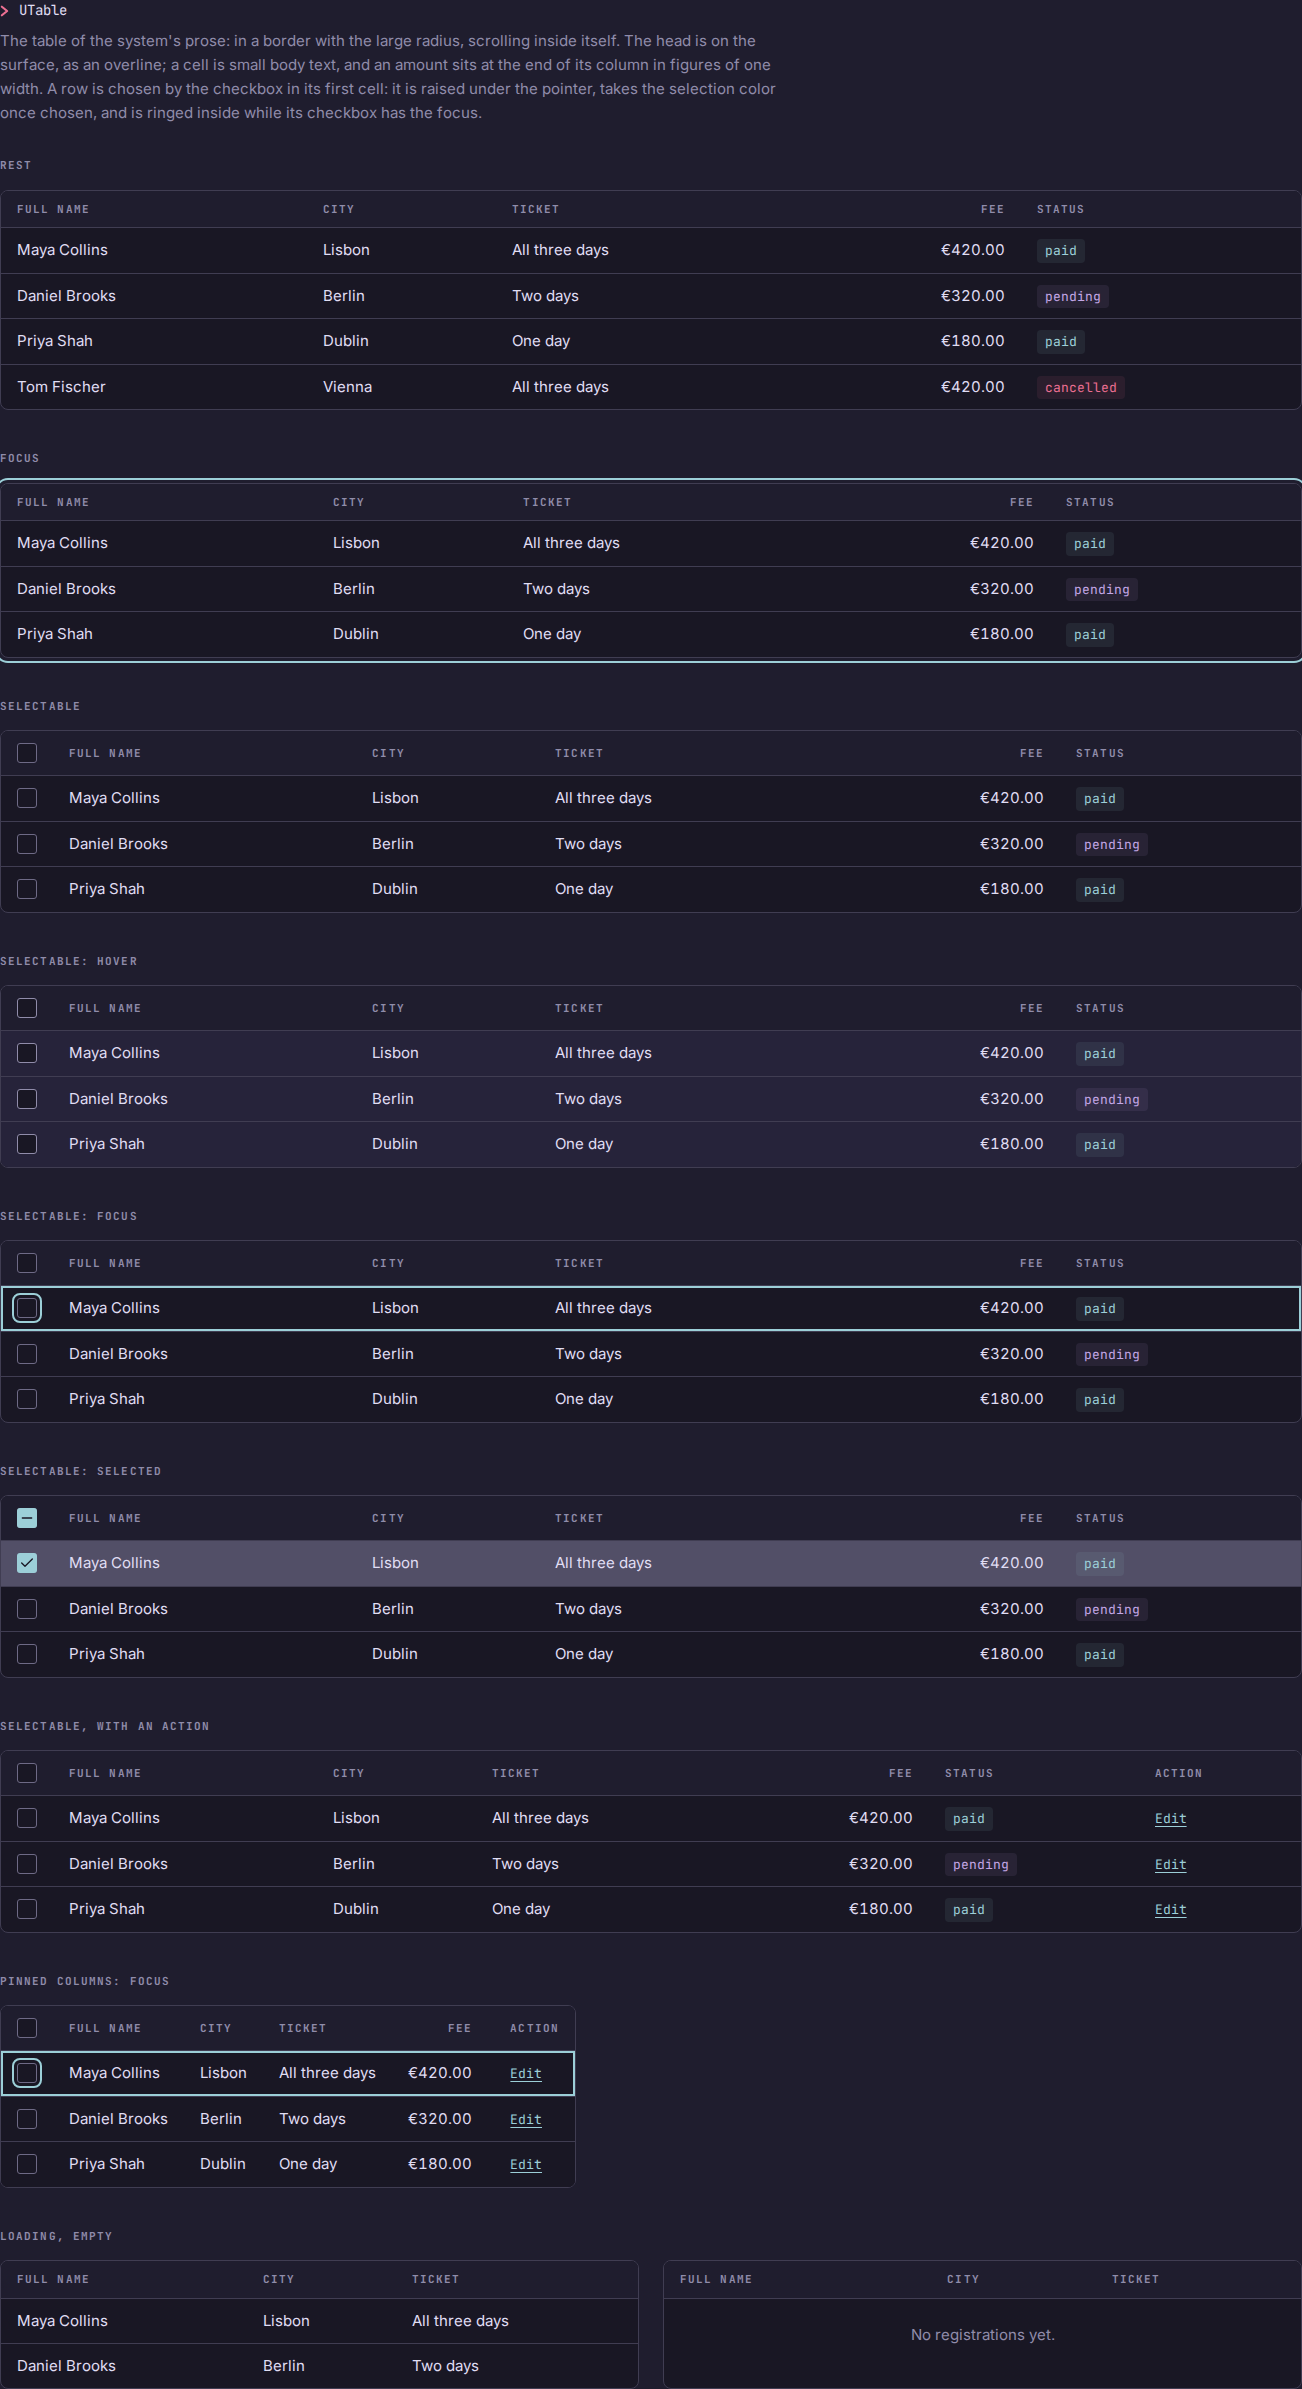 UTable
The table of the system's prose: in a border with the large radius, scrolling inside itself. The head is on the
surface, as an overline; a cell is small body text, and an amount sits at the end of its column in figures of one
width. A row is chosen by the checkbox in its first cell: it is raised under the pointer, takes the selection color
once chosen, and is ringed inside while its checkbox has the focus.
REST
FULL NAME CITY TICKET FEE STATUS
Maya Collins Lisbon All three days €420.00 paid
Daniel Brooks Berlin Two days €320.00 pending
Priya Shah Dublin One day €180.00 paid
Tom Fischer Vienna All three days €420.00 cancelled
FOCUS
FULL NAME CITY TICKET FEE STATUS
Maya Collins Lisbon All three days €420.00 paid
Daniel Brooks Berlin Two days €320.00 pending
Priya Shah Dublin One day €180.00 paid
SELECTABLE
FULL NAME CITY TICKET FEE STATUS
Maya Collins Lisbon All three days €420.00 paid
Daniel Brooks Berlin Two days €320.00 pending
Priya Shah Dublin One day €180.00 paid
SELECTABLE: HOVER
FULL NAME CITY TICKET FEE STATUS
Maya Collins Lisbon All three days €420.00 paid
Daniel Brooks Berlin Two days €320.00 pending
Priya Shah Dublin One day €180.00 paid
SELECTABLE: FOCUS
FULL NAME CITY TICKET FEE STATUS
Maya Collins Lisbon All three days €420.00 paid
Daniel Brooks Berlin Two days €320.00 pending
Priya Shah Dublin One day €180.00 paid
SELECTABLE: SELECTED
FULL NAME CITY TICKET FEE STATUS
Maya Collins Lisbon All three days €420.00 paid
Daniel Brooks Berlin Two days €320.00 pending
Priya Shah Dublin One day €180.00 paid
SELECTABLE, WITH AN ACTION
FULL NAME CITY TICKET FEE STATUS ACTION
Maya Collins Lisbon All three days €420.00 paid Edit
Daniel Brooks Berlin Two days €320.00 pending Edit
Priya Shah Dublin One day €180.00 paid Edit
PINNED COLUMNS: FOCUS
FULL NAME CITY TICKET FEE ACTION
Maya Collins Lisbon All three days €420.00 Edit
Daniel Brooks Berlin Two days €320.00 Edit
Priya Shah Dublin One day €180.00 Edit
LOADING, EMPTY
FULL NAME CITY TICKET
Maya Collins Lisbon All three days
Daniel Brooks Berlin Two days
FULL NAME CITY TICKET
No registrations yet.